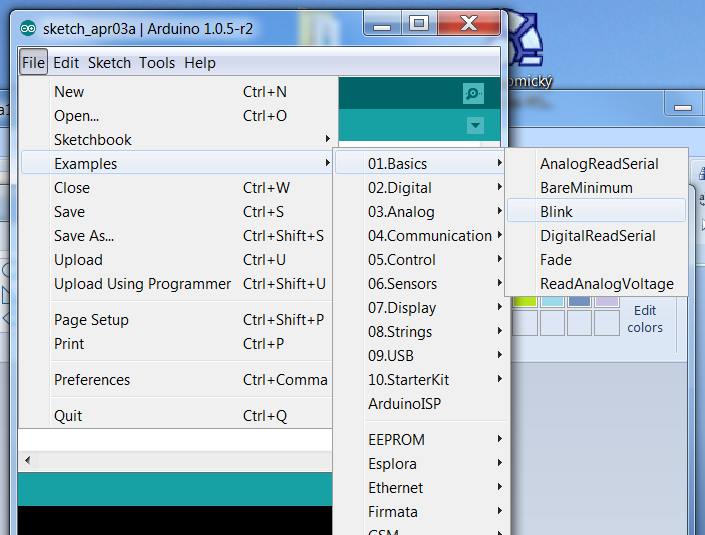 sketch_apr03a | Arduino 1.0.5-r2
File Edit Sketch Tools Help
New Ctrl+N
Open... Ctrl+O
Sketchbook
Examples
Close Ctrl+W
Save Ctrl+S
Save As... Ctrl+Shift+S
Upload Ctrl+U
Upload Using Programmer Ctrl+Shift+U
Page Setup Ctrl+Shift+P
Print Ctrl+P
Preferences Ctrl+Comma
Quit Ctrl+Q
01.Basics
02.Digital
03.Analog
04.Communication
05.Control
06.Sensors
07.Display
08.Strings
09.USB
10.StarterKit
ArduinoISP
EEPROM
Esplora
Ethernet
Firmata
GSM
AnalogReadSerial
BareMinimum
Blink
DigitalReadSerial
Fade
ReadAnalogVoltage
omický
Edit
colors